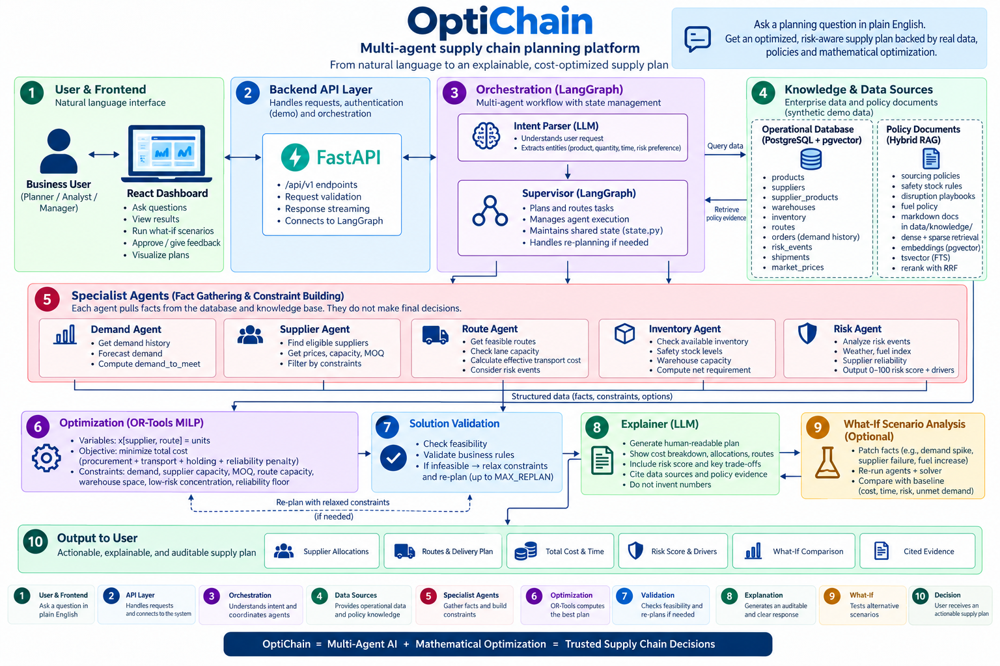 OptiChain
Multi-agent supply chain planning platform
From natural language to an explainable, cost-optimized supply plan
Ask a planning question in plain English.
Get an optimized, risk-aware supply plan backed by real data,
policies and mathematical optimization.
1
User & Frontend
Natural language interface
Business User
(Planner / Analyst /
Manager)
React Dashboard
• Ask questions
• View results
• Run what-if scenarios
• Approve / give feedback
• Visualize plans
2
Backend API Layer
Handles requests, authentication
(demo) and orchestration
FastAPI
• /api/v1 endpoints
• Request validation
• Response streaming
• Connects to LangGraph
3
Orchestration (LangGraph)
Multi-agent workflow with state management
Intent Parser (LLM)
• Understands user request
• Extracts entities (product, quantity, time, risk preference)
Supervisor (LangGraph)
• Plans and routes tasks
• Manages agent execution
• Maintains shared state (state.py)
• Handles re-planning if needed
Query data
Retrieve
policy evidence
4
Knowledge & Data Sources
Enterprise data and policy documents
(synthetic demo data)
Operational Database
(PostgreSQL + pgvector)
• products
• suppliers
• supplier_products
• warehouses
• inventory
• routes
• orders (demand history)
• risk_events
• shipments
• market_prices
Policy Documents
(Hybrid RAG)
• sourcing policies
• safety stock rules
• disruption playbooks
• fuel policy
• markdown docs
in data/knowledge/
• dense + sparse retrieval
• embeddings (pgvector)
• tsvector (FTS)
• rerank with RRF
5
Specialist Agents (Fact Gathering & Constraint Building)
Each agent pulls facts from the database and knowledge base. They do not make final decisions.
Demand Agent
• Get demand history
• Forecast demand
• Compute demand_to_meet
Supplier Agent
• Find eligible suppliers
• Get prices, capacity, MOQ
• Filter by constraints
Route Agent
• Get feasible routes
• Check lane capacity
• Calculate effective transport cost
• Consider risk events
Inventory Agent
• Check available inventory
• Safety stock levels
• Warehouse capacity
• Compute net requirement
Risk Agent
• Analyze risk events
• Weather, fuel index
• Supplier reliability
• Output 0–100 risk score + drivers
Structured data (facts, constraints, options)
6
Optimization (OR-Tools MILP)
• Variables: x[supplier, route] = units
• Objective: minimize total cost
(procurement + transport + holding + reliability penalty)
• Constraints: demand, supplier capacity, MOQ, route capacity,
warehouse space, low-risk concentration, reliability floor
7
Solution Validation
• Check feasibility
• Validate business rules
• If infeasible → relax constraints
and re-plan (up to MAX_REPLAN)
8
Explainer (LLM)
• Generate human-readable plan
• Show cost breakdown, allocations, routes
• Include risk score and key trade-offs
• Cite data sources and policy evidence
• Do not invent numbers
9
What-If Scenario Analysis
(Optional)
• Patch facts (e.g., demand spike,
supplier failure, fuel increase)
• Re-run agents + solver
• Compare with baseline
(cost, time, risk, unmet demand)
Re-plan with relaxed constraints
(if needed)
10
Output to User
Actionable, explainable, and auditable supply plan
Supplier Allocations
Routes & Delivery Plan
Total Cost & Time
Risk Score & Drivers
What-If Comparison
Cited Evidence
1
User & Frontend
Ask a question in
plain English
2
API Layer
Handles requests
and connects to the system
3
Orchestration
Understands intent and
coordinates agents
4
Data Sources
Provides operational data
and policy knowledge
5
Specialist Agents
Gather facts and build
constraints
6
Optimization
OR-Tools computes
the best plan
7
Validation
Checks feasibility and
re-plans if needed
8
Explanation
Generates an auditable
and clear response
9
What-If
Tests alternative
scenarios
10
Decision
User receives an
actionable supply plan
OptiChain = Multi-Agent AI + Mathematical Optimization = Trusted Supply Chain Decisions